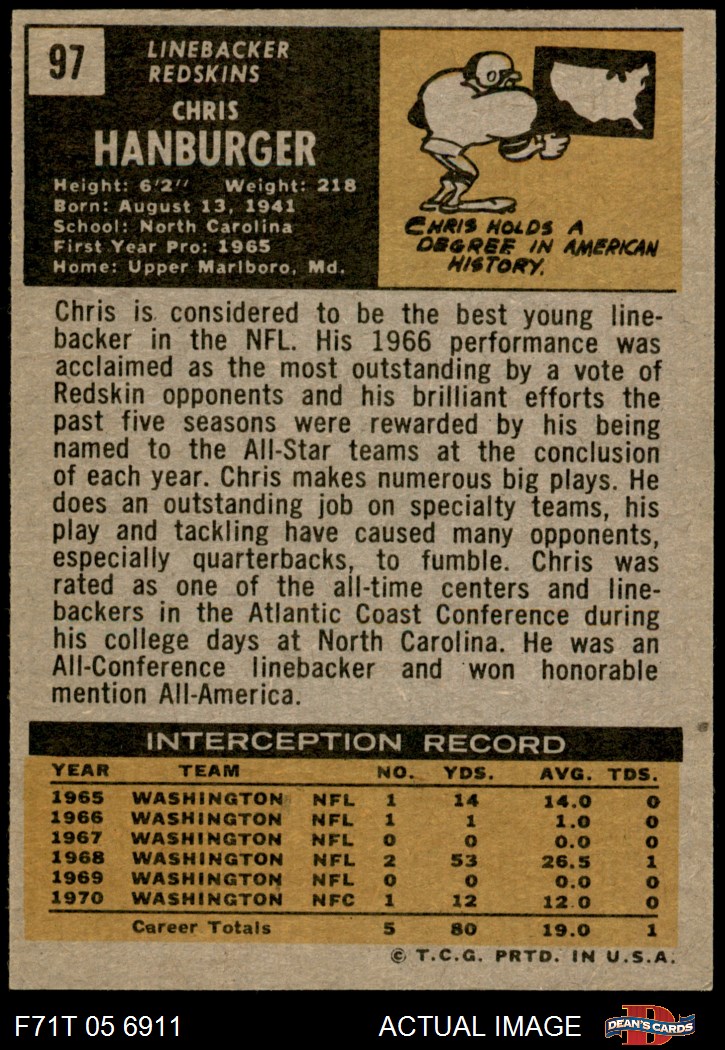 97
LINEBACKER
REDSKINS
CHRIS
HANBURGER
Height: 6'2" Weight: 218
Born: August 13, 1941
School: North Carolina
First Year Pro: 1965
Home: Upper Marlboro, Md.
CHRIS HOLDS A
DEGREE IN AMERICAN
HISTORY.
Chris is considered to be the best young line-
backer in the NFL. His 1966 performance was
acclaimed as the most outstanding by a vote of
Redskin opponents and his brilliant efforts the
past five seasons were rewarded by his being
named to the All-Star teams at the conclusion
of each year. Chris makes numerous big plays. He
does an outstanding job on specialty teams, his
play and tackling have caused many opponents,
especially quarterbacks, to fumble. Chris was
rated as one of the all-time centers and line-
backers in the Atlantic Coast Conference during
his college days at North Carolina. He was an
All-Conference linebacker and won honorable
mention All-America.
INTERCEPTION RECORD
YEAR TEAM NO. YDS. AVG. TDS.
1965 WASHINGTON NFL 1 14 14.0 0
1966 WASHINGTON NFL 1 1 1.0 0
1967 WASHINGTON NFL 0 0 0.0 0
1968 WASHINGTON NFL 2 53 26.5 1
1969 WASHINGTON NFL 0 0 0.0 0
1970 WASHINGTON NFC 1 12 12.0 0
Career Totals 5 80 19.0 1
© T.C.G. PRTD. IN U.S.A.
F71T 05 6911 ACTUAL IMAGE
D
DEAN'S CARDS